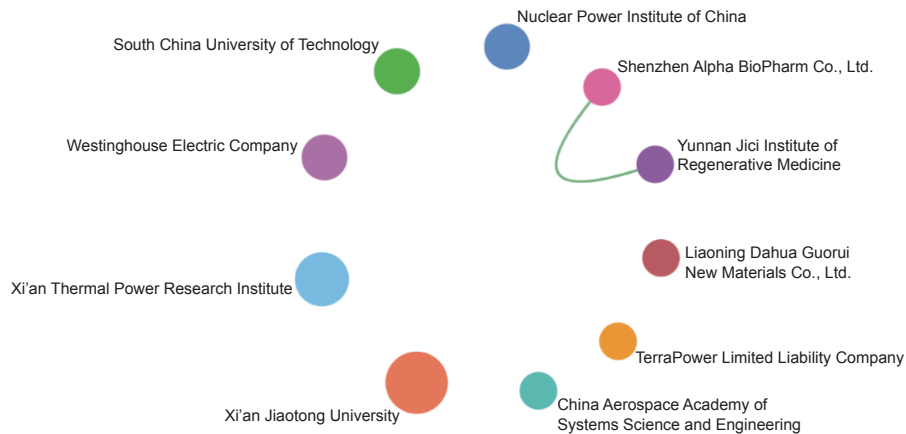 Nuclear Power Institute of China
South China University of Technology
Shenzhen Alpha BioPharm Co., Ltd.
Westinghouse Electric Company
Yunnan Jici Institute of
Regenerative Medicine
Liaoning Dahua Guorui
New Materials Co., Ltd.
Xi’an Thermal Power Research Institute
TerraPower Limited Liability Company
Xi’an Jiaotong University
China Aerospace Academy of
Systems Science and Engineering